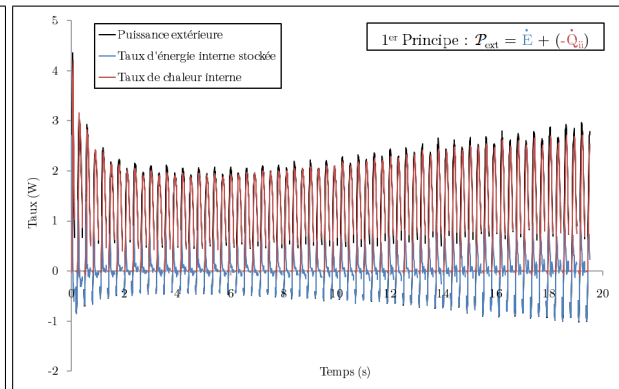 Puissance extérieure
Taux d'énergie interne stockée
Taux de chaleur interne
1er Principe : 𝒫ext = Ė + (-Q̇ii)
Taux (W)
5
4
3
2
1
0
-1
-2
0 2 4 6 8 10 12 14 16 18 20
Temps (s)